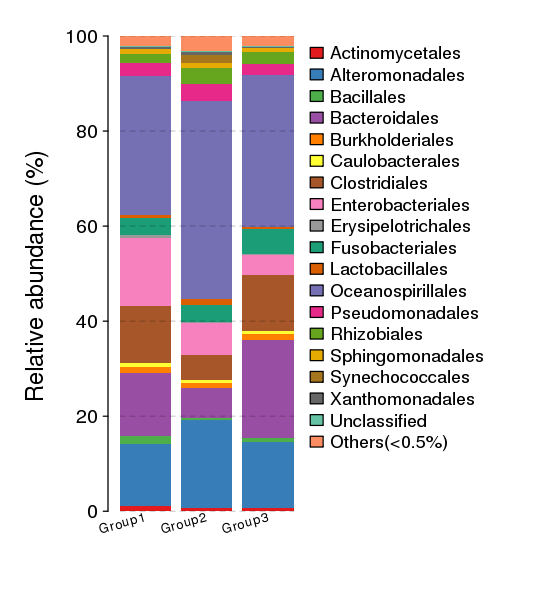 Relative abundance (%)
100
80
60
40
20
0
Group1
Group2
Group3
Actinomycetales
Alteromonadales
Bacillales
Bacteroidales
Burkholderiales
Caulobacterales
Clostridiales
Enterobacteriales
Erysipelotrichales
Fusobacteriales
Lactobacillales
Oceanospirillales
Pseudomonadales
Rhizobiales
Sphingomonadales
Synechococcales
Xanthomonadales
Unclassified
Others(<0.5%)